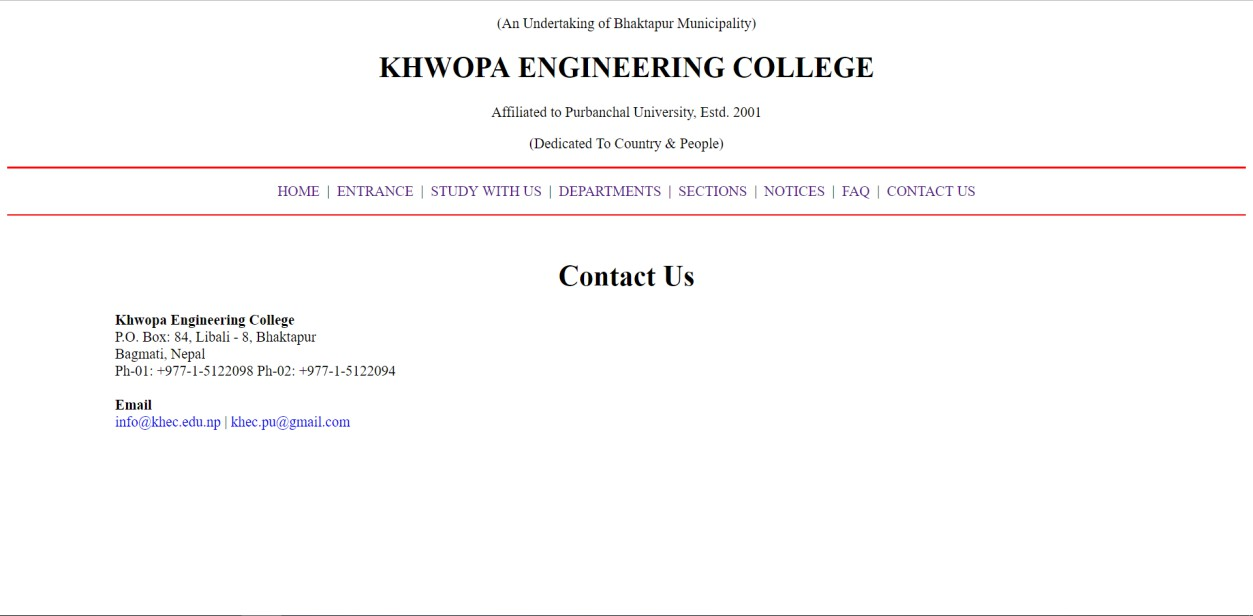 (An Undertaking of Bhaktapur Municipality)
KHWOPA ENGINEERING COLLEGE
Affiliated to Purbanchal University, Estd. 2001
(Dedicated To Country & People)
HOME | ENTRANCE | STUDY WITH US | DEPARTMENTS | SECTIONS | NOTICES | FAQ | CONTACT US
Contact Us
Khwopa Engineering College
P.O. Box: 84, Libali - 8, Bhaktapur
Bagmati, Nepal
Ph-01: +977-1-5122098 Ph-02: +977-1-5122094
Email
info@khec.edu.np | khec.pu@gmail.com